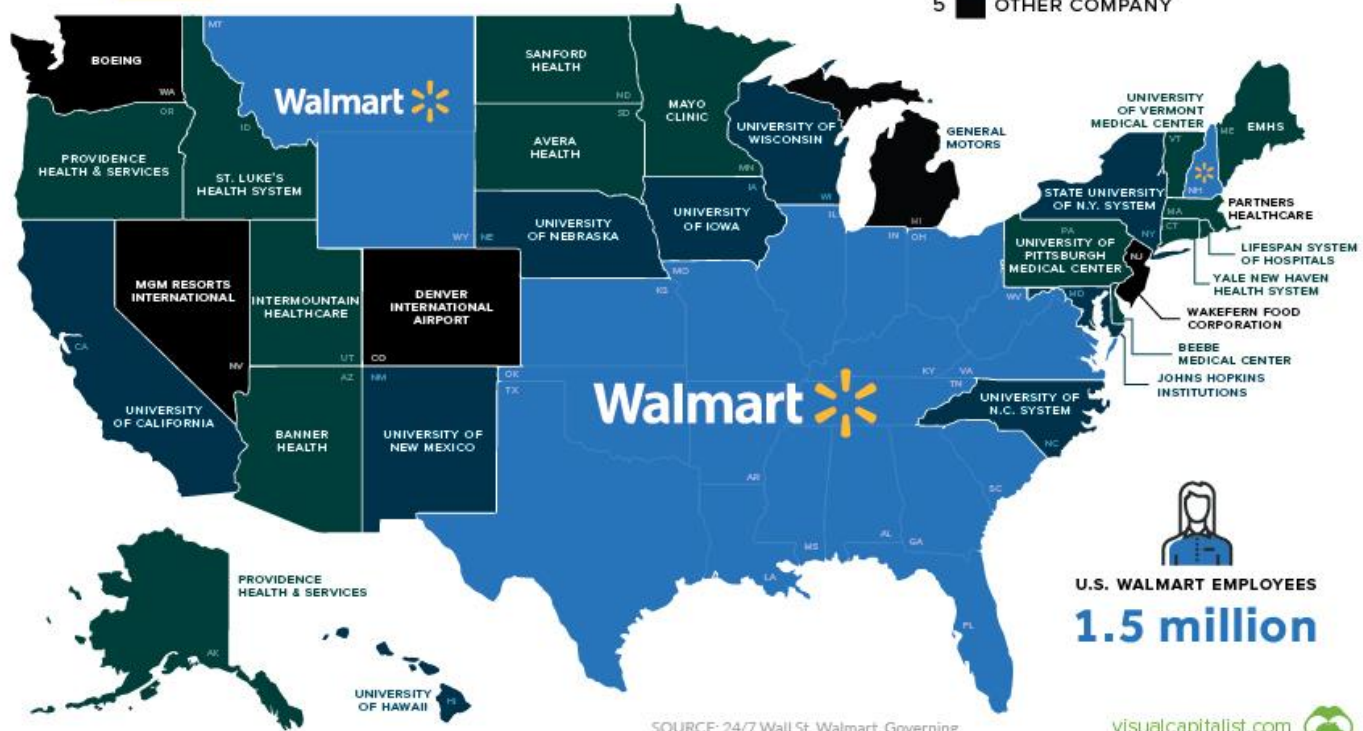 5 OTHER COMPANY
BOEING
WA
MT
Walmart
OR
ID
PROVIDENCE
HEALTH & SERVICES
ST. LUKE'S
HEALTH SYSTEM
WY
SANFORD
HEALTH
ND
SD
AVERA
HEALTH
MAYO
CLINIC
MN
UNIVERSITY OF
WISCONSIN
WI
GENERAL
MOTORS
MI
UNIVERSITY
OF VERMONT
MEDICAL CENTER
VT
NH
ME
EMHS
STATE UNIVERSITY
OF N.Y. SYSTEM
NY
MA
CT
PARTNERS
HEALTHCARE
LIFESPAN SYSTEM
OF HOSPITALS
YALE NEW HAVEN
HEALTH SYSTEM
NJ
WAKEFERN FOOD
CORPORATION
BEEBE
MEDICAL CENTER
JOHNS HOPKINS
INSTITUTIONS
PA
UNIVERSITY OF
PITTSBURGH
MEDICAL CENTER
MD
NE
UNIVERSITY
OF NEBRASKA
IA
UNIVERSITY
OF IOWA
IL
IN
OH
WV
MO
KS
CA
UNIVERSITY
OF CALIFORNIA
MGM RESORTS
INTERNATIONAL
NV
INTERMOUNTAIN
HEALTHCARE
UT
DENVER
INTERNATIONAL
AIRPORT
CO
AZ
BANNER
HEALTH
NM
UNIVERSITY OF
NEW MEXICO
OK
TX
Walmart
KY
VA
TN
UNIVERSITY OF
N.C. SYSTEM
NC
AR
SC
MS
AL
GA
LA
FL
PROVIDENCE
HEALTH & SERVICES
AK
UNIVERSITY
OF HAWAII
HI
U.S. WALMART EMPLOYEES
1.5 million
SOURCE: 24/7 Wall St, Walmart, Governing
visualcapitalist.com